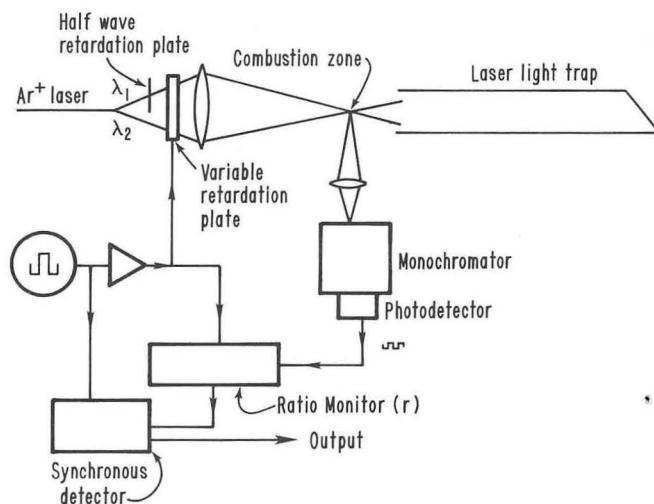 Half wave
retardation plate
Combustion zone
Laser light trap
Ar+ laser
λ1
λ2
Variable
retardation
plate
Monochromator
Photodetector
Ratio Monitor (r)
Output
Synchronous
detector